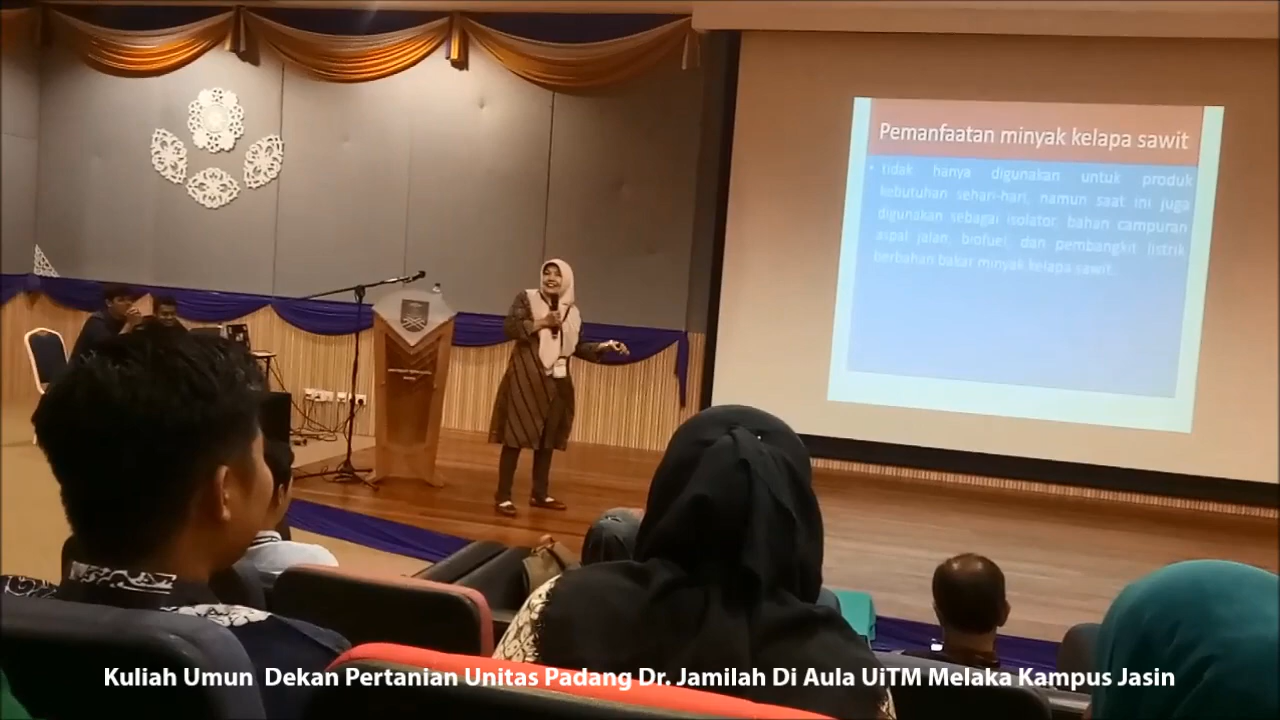 Pemanfaatan minyak kelapa sawit
• tidak hanya digunakan untuk produk
kebutuhan sehari-hari, namun saat ini juga
digunakan sebagai isolator, bahan campuran
aspal jalan, biofuel, dan pembangkit listrik
berbahan bakar minyak kelapa sawit.
Kuliah Umun Dekan Pertanian Unitas Padang Dr. Jamilah Di Aula UiTM Melaka Kampus Jasin